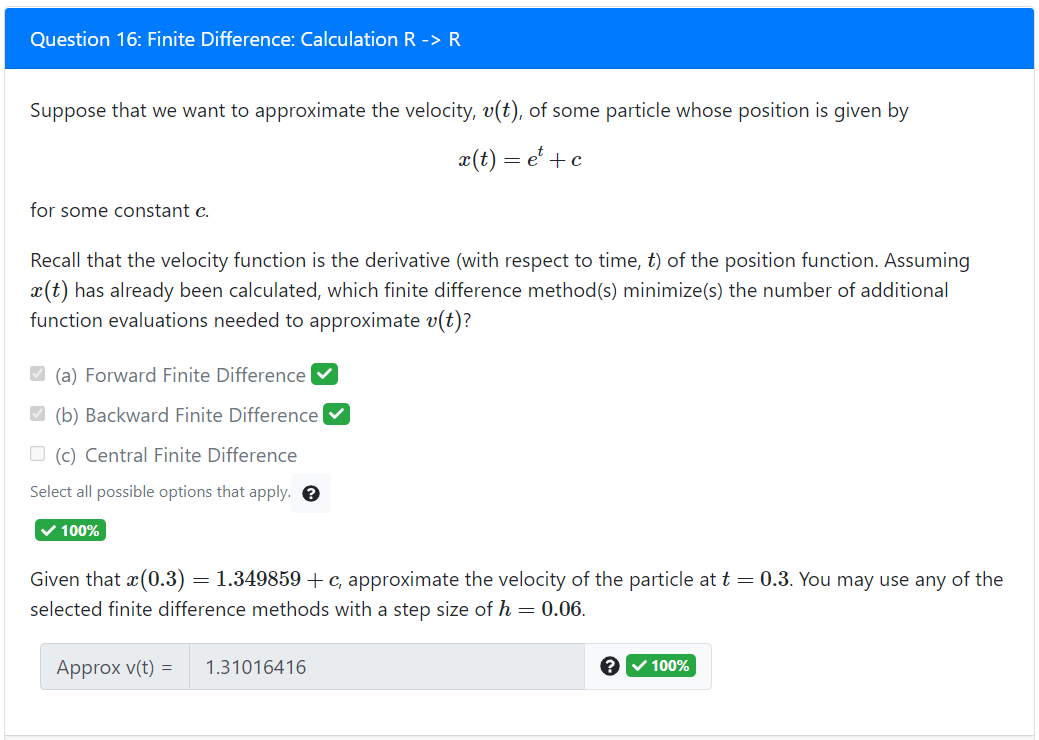 Question 16: Finite Difference: Calculation R -> R
Suppose that we want to approximate the velocity, v(t), of some particle whose position is given by
x(t) = e^t + c
for some constant c.
Recall that the velocity function is the derivative (with respect to time, t) of the position function. Assuming
x(t) has already been calculated, which finite difference method(s) minimize(s) the number of additional
function evaluations needed to approximate v(t)?
(a) Forward Finite Difference
(b) Backward Finite Difference
(c) Central Finite Difference
Select all possible options that apply. ?
100%
Given that x(0.3) = 1.349859 + c, approximate the velocity of the particle at t = 0.3. You may use any of the
selected finite difference methods with a step size of h = 0.06.
Approx v(t) = 1.31016416 ? 100%